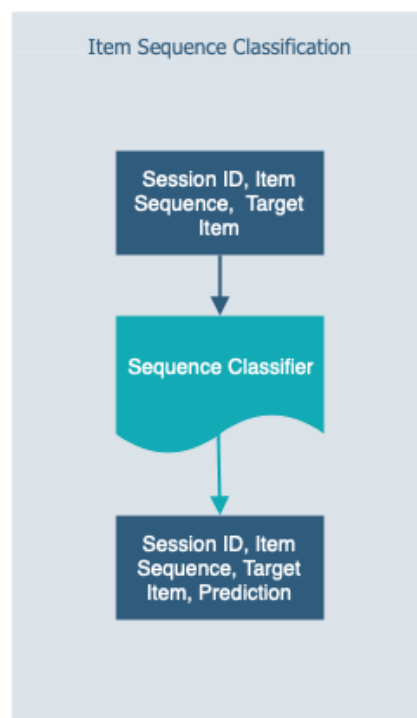 Item Sequence Classification
Session ID, Item
Sequence, Target
Item
Sequence Classifier
Session ID, Item
Sequence, Target
Item, Prediction